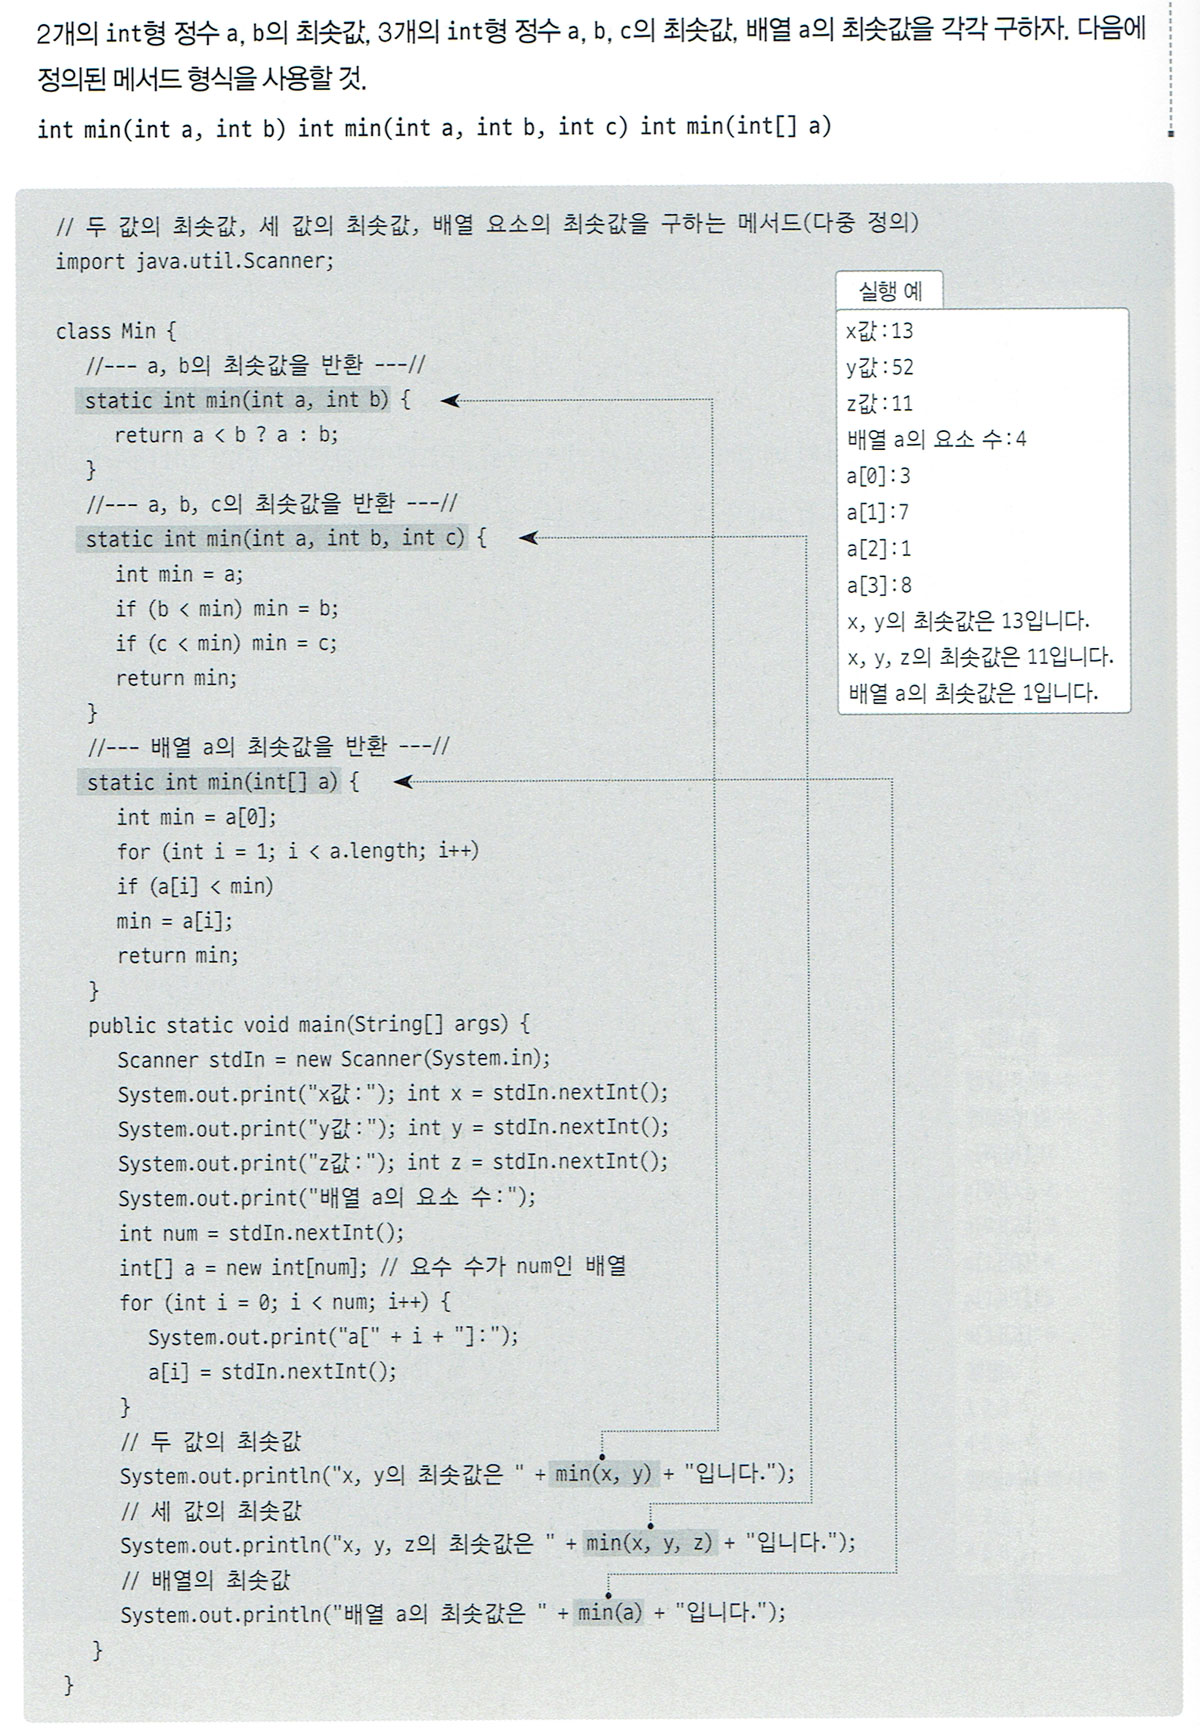 2개의 int형 정수 a, b의 최솟값, 3개의 int형 정수 a, b, c의 최솟값, 배열 a의 최솟값을 각각 구하자. 다음에
정의된 메서드 형식을 사용할 것.
int min(int a, int b) int min(int a, int b, int c) int min(int[] a)
// 두 값의 최솟값, 세 값의 최솟값, 배열 요소의 최솟값을 구하는 메서드(다중 정의)
import java.util.Scanner;
class Min {
//--- a, b의 최솟값을 반환 ---//
static int min(int a, int b) {
return a < b ? a : b;
}
//--- a, b, c의 최솟값을 반환 ---//
static int min(int a, int b, int c) {
int min = a;
if (b < min) min = b;
if (c < min) min = c;
return min;
}
//--- 배열 a의 최솟값을 반환 ---//
static int min(int[] a) {
int min = a[0];
for (int i = 1; i < a.length; i++)
if (a[i] < min)
min = a[i];
return min;
}
public static void main(String[] args) {
Scanner stdIn = new Scanner(System.in);
System.out.print("x값:"); int x = stdIn.nextInt();
System.out.print("y값:"); int y = stdIn.nextInt();
System.out.print("z값:"); int z = stdIn.nextInt();
System.out.print("배열 a의 요소 수:");
int num = stdIn.nextInt();
int[] a = new int[num]; // 요수 수가 num인 배열
for (int i = 0; i < num; i++) {
System.out.print("a[" + i + "]:");
a[i] = stdIn.nextInt();
}
// 두 값의 최솟값
System.out.println("x, y의 최솟값은 " + min(x, y) + "입니다.");
// 세 값의 최솟값
System.out.println("x, y, z의 최솟값은 " + min(x, y, z) + "입니다.");
// 배열의 최솟값
System.out.println("배열 a의 최솟값은 " + min(a) + "입니다.");
}
}
실행 예
x값:13
y값:52
z값:11
배열 a의 요소 수:4
a[0]:3
a[1]:7
a[2]:1
a[3]:8
x, y의 최솟값은 13입니다.
x, y, z의 최솟값은 11입니다.
배열 a의 최솟값은 1입니다.